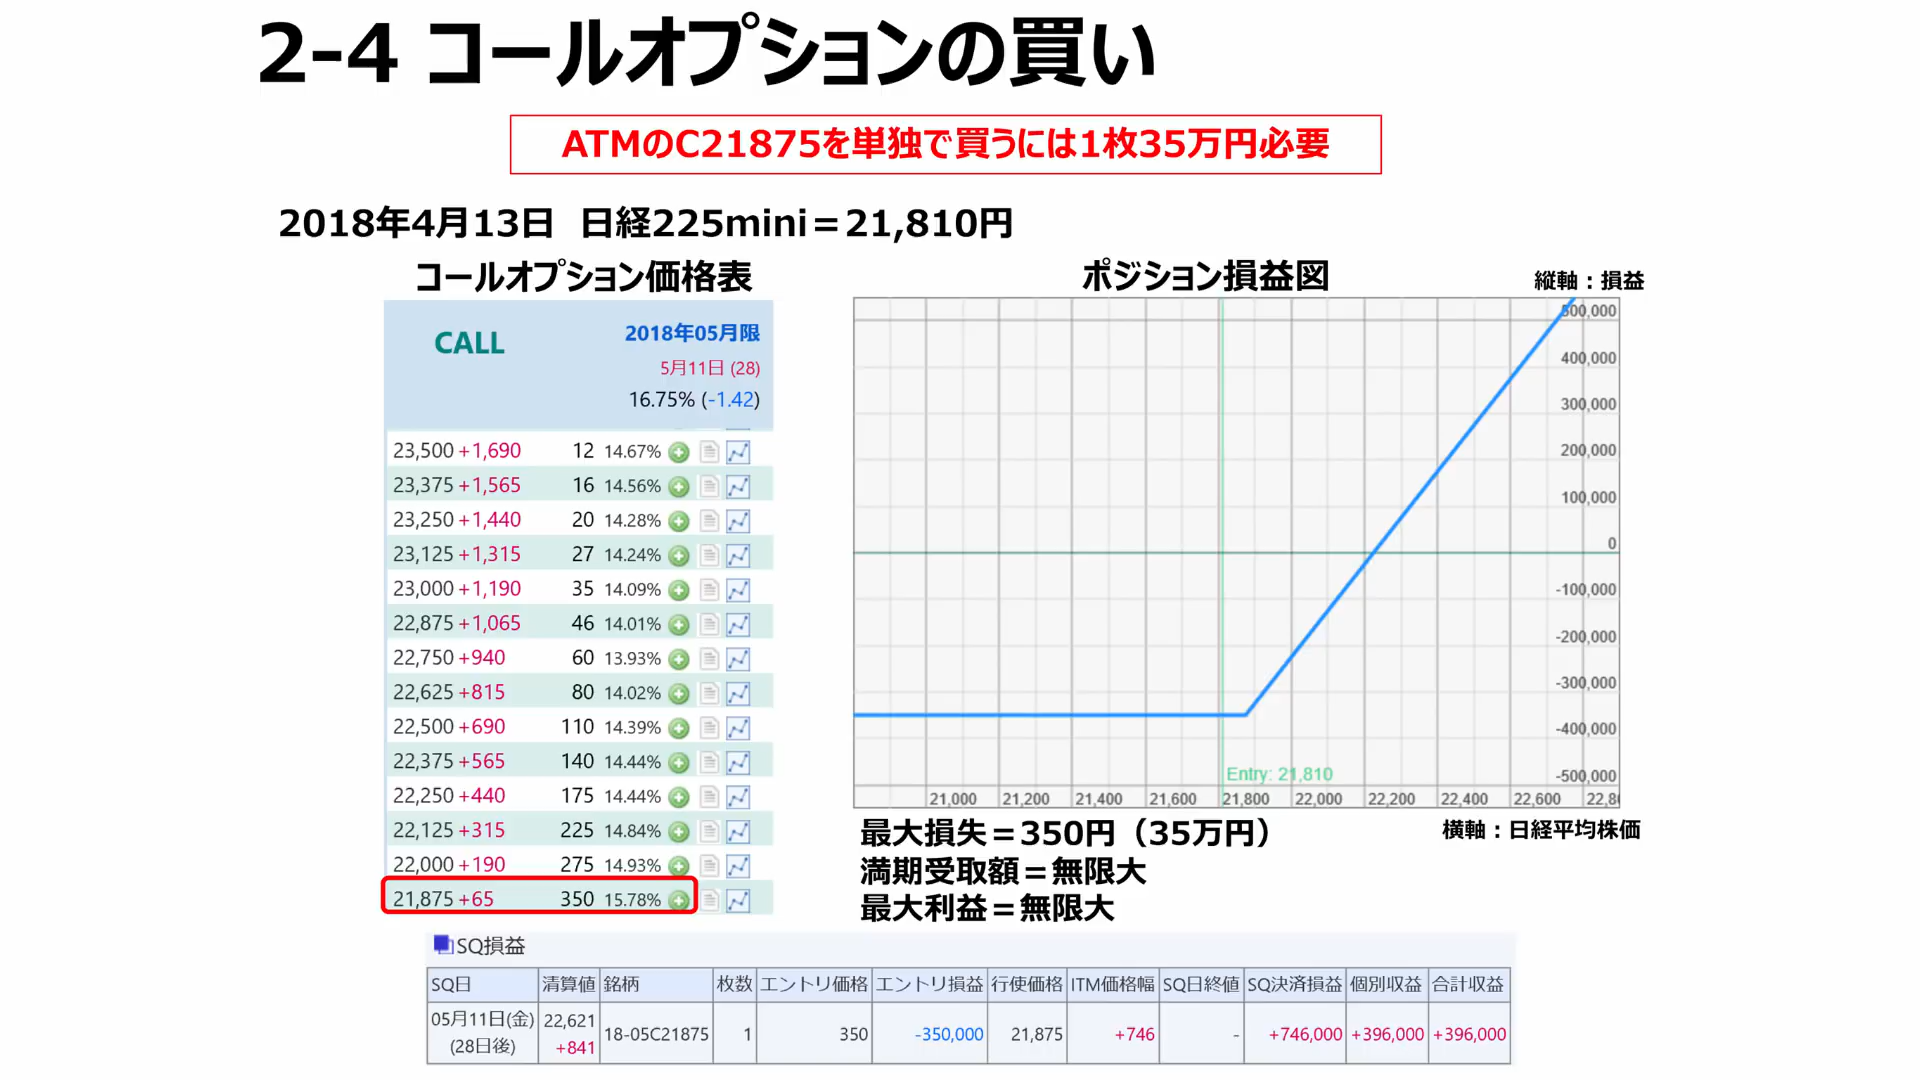 2-4 コールオプションの買い
ATMのC21875を単独で買うには1枚35万円必要
2018年4月13日 日経225mini＝21,810円
コールオプション価格表
CALL
2018年05月限
5月11日 (28)
16.75% (-1.42)
23,500 +1,690 12 14.67%
23,375 +1,565 16 14.56%
23,250 +1,440 20 14.28%
23,125 +1,315 27 14.24%
23,000 +1,190 35 14.09%
22,875 +1,065 46 14.01%
22,750 +940 60 13.93%
22,625 +815 80 14.02%
22,500 +690 110 14.39%
22,375 +565 140 14.44%
22,250 +440 175 14.44%
22,125 +315 225 14.84%
22,000 +190 275 14.93%
21,875 +65 350 15.78%
ポジション損益図
縦軸：損益
500,000
400,000
300,000
200,000
100,000
0
-100,000
-200,000
-300,000
-400,000
-500,000
Entry: 21,810
21,000 21,200 21,400 21,600 21,800 22,000 22,200 22,400 22,600 22,8
横軸：日経平均株価
最大損失＝350円（35万円）
満期受取額＝無限大
最大利益＝無限大
SQ損益
SQ日 清算値 銘柄 枚数 エントリ価格 エントリ損益 行使価格 ITM価格幅 SQ日終値 SQ決済損益 個別収益 合計収益
05月11日(金) 22,621 18-05C21875 1 350 -350,000 21,875 +746 - +746,000 +396,000 +396,000
(28日後) +841